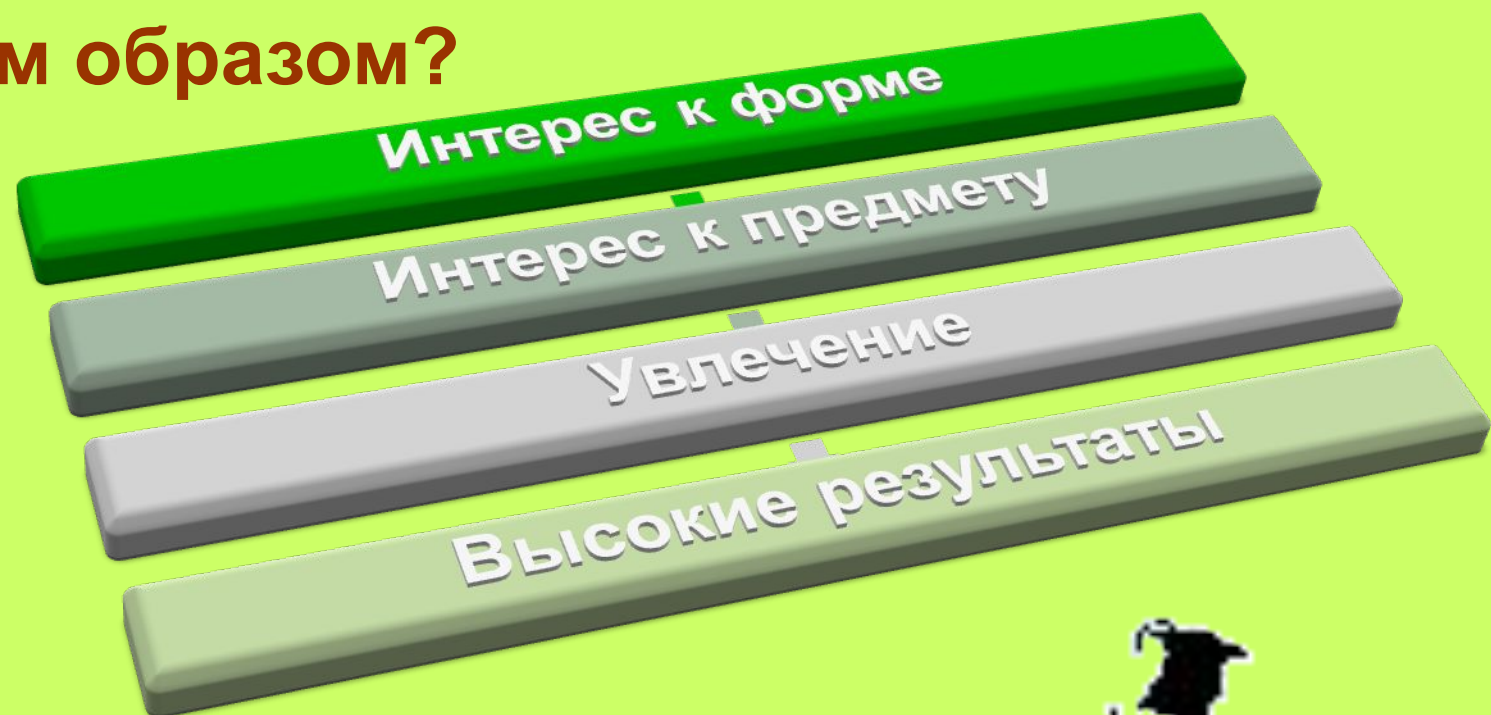 м образом?
Интерес к форме
Интерес к предмету
Увлечение
Высокие результаты